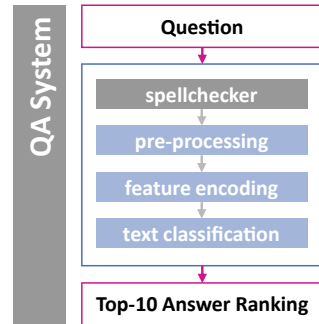 QA System
Question
spellchecker
pre-processing
feature encoding
text classification
Top-10 Answer Ranking